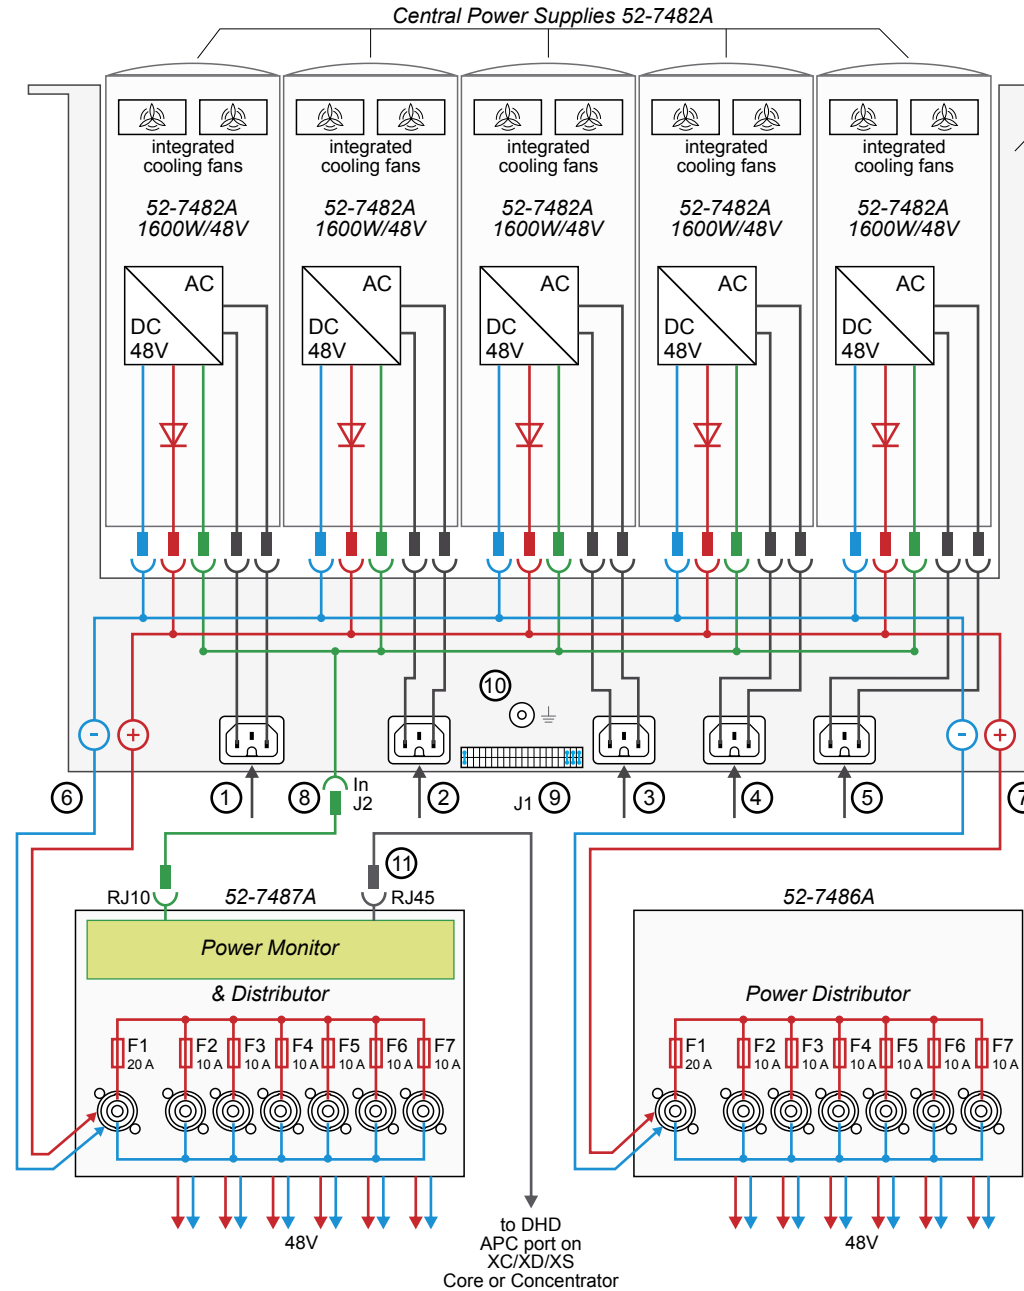 Central Power Supplies 52-7482A
integrated integrated integrated integrated integrated
cooling fans cooling fans cooling fans cooling fans cooling fans
52-7482A 52-7482A 52-7482A 52-7482A 52-7482A
1600W/48V 1600W/48V 1600W/48V 1600W/48V 1600W/48V
AC AC AC AC AC
DC DC DC DC DC
48V 48V 48V 48V 48V
10
- + - +
6 1 8 In 2 J1 9 3 4 5 7
J2
11
RJ10 52-7487A RJ45 52-7486A
Power Monitor
& Distributor Power Distributor
F1 F2 F3 F4 F5 F6 F7 F1 F2 F3 F4 F5 F6 F7
20 A 10 A 10 A 10 A 10 A 10 A 10 A 20 A 10 A 10 A 10 A 10 A 10 A 10 A
48V 48V
to DHD
APC port on
XC/XD/XS
Core or Concentrator